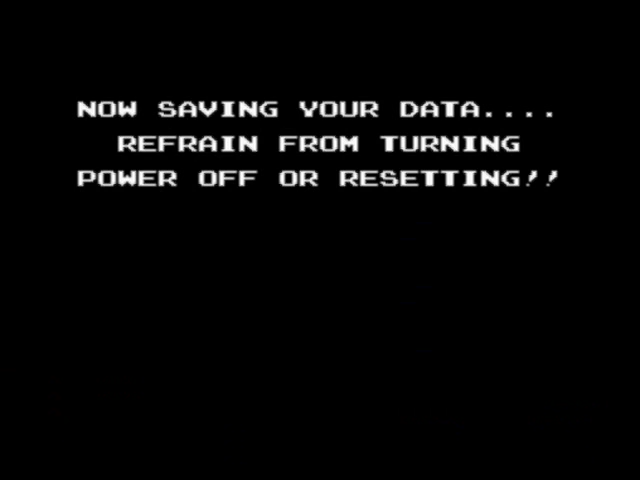 NOW SAVING YOUR DATA....
REFRAIN FROM TURNING
POWER OFF OR RESETTING!!